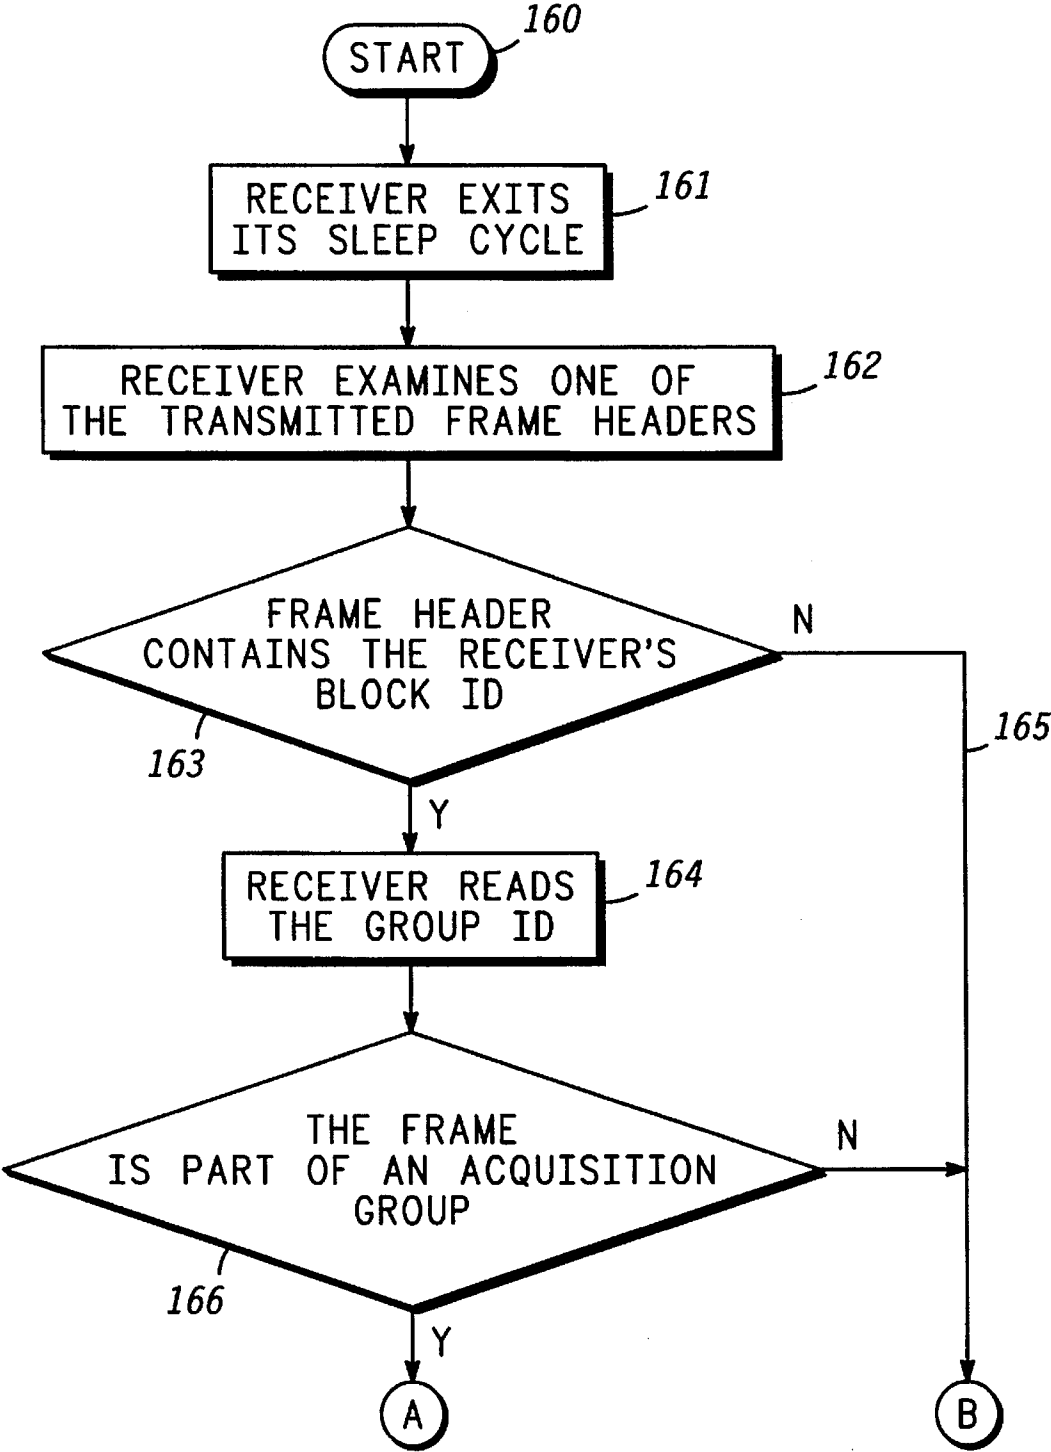 START
160
RECEIVER EXITS
ITS SLEEP CYCLE
161
RECEIVER EXAMINES ONE OF
THE TRANSMITTED FRAME HEADERS
162
FRAME HEADER
CONTAINS THE RECEIVER'S
BLOCK ID
N
163
165
Y
RECEIVER READS
THE GROUP ID
164
THE FRAME
IS PART OF AN ACQUISITION
GROUP
N
166
Y
A
B